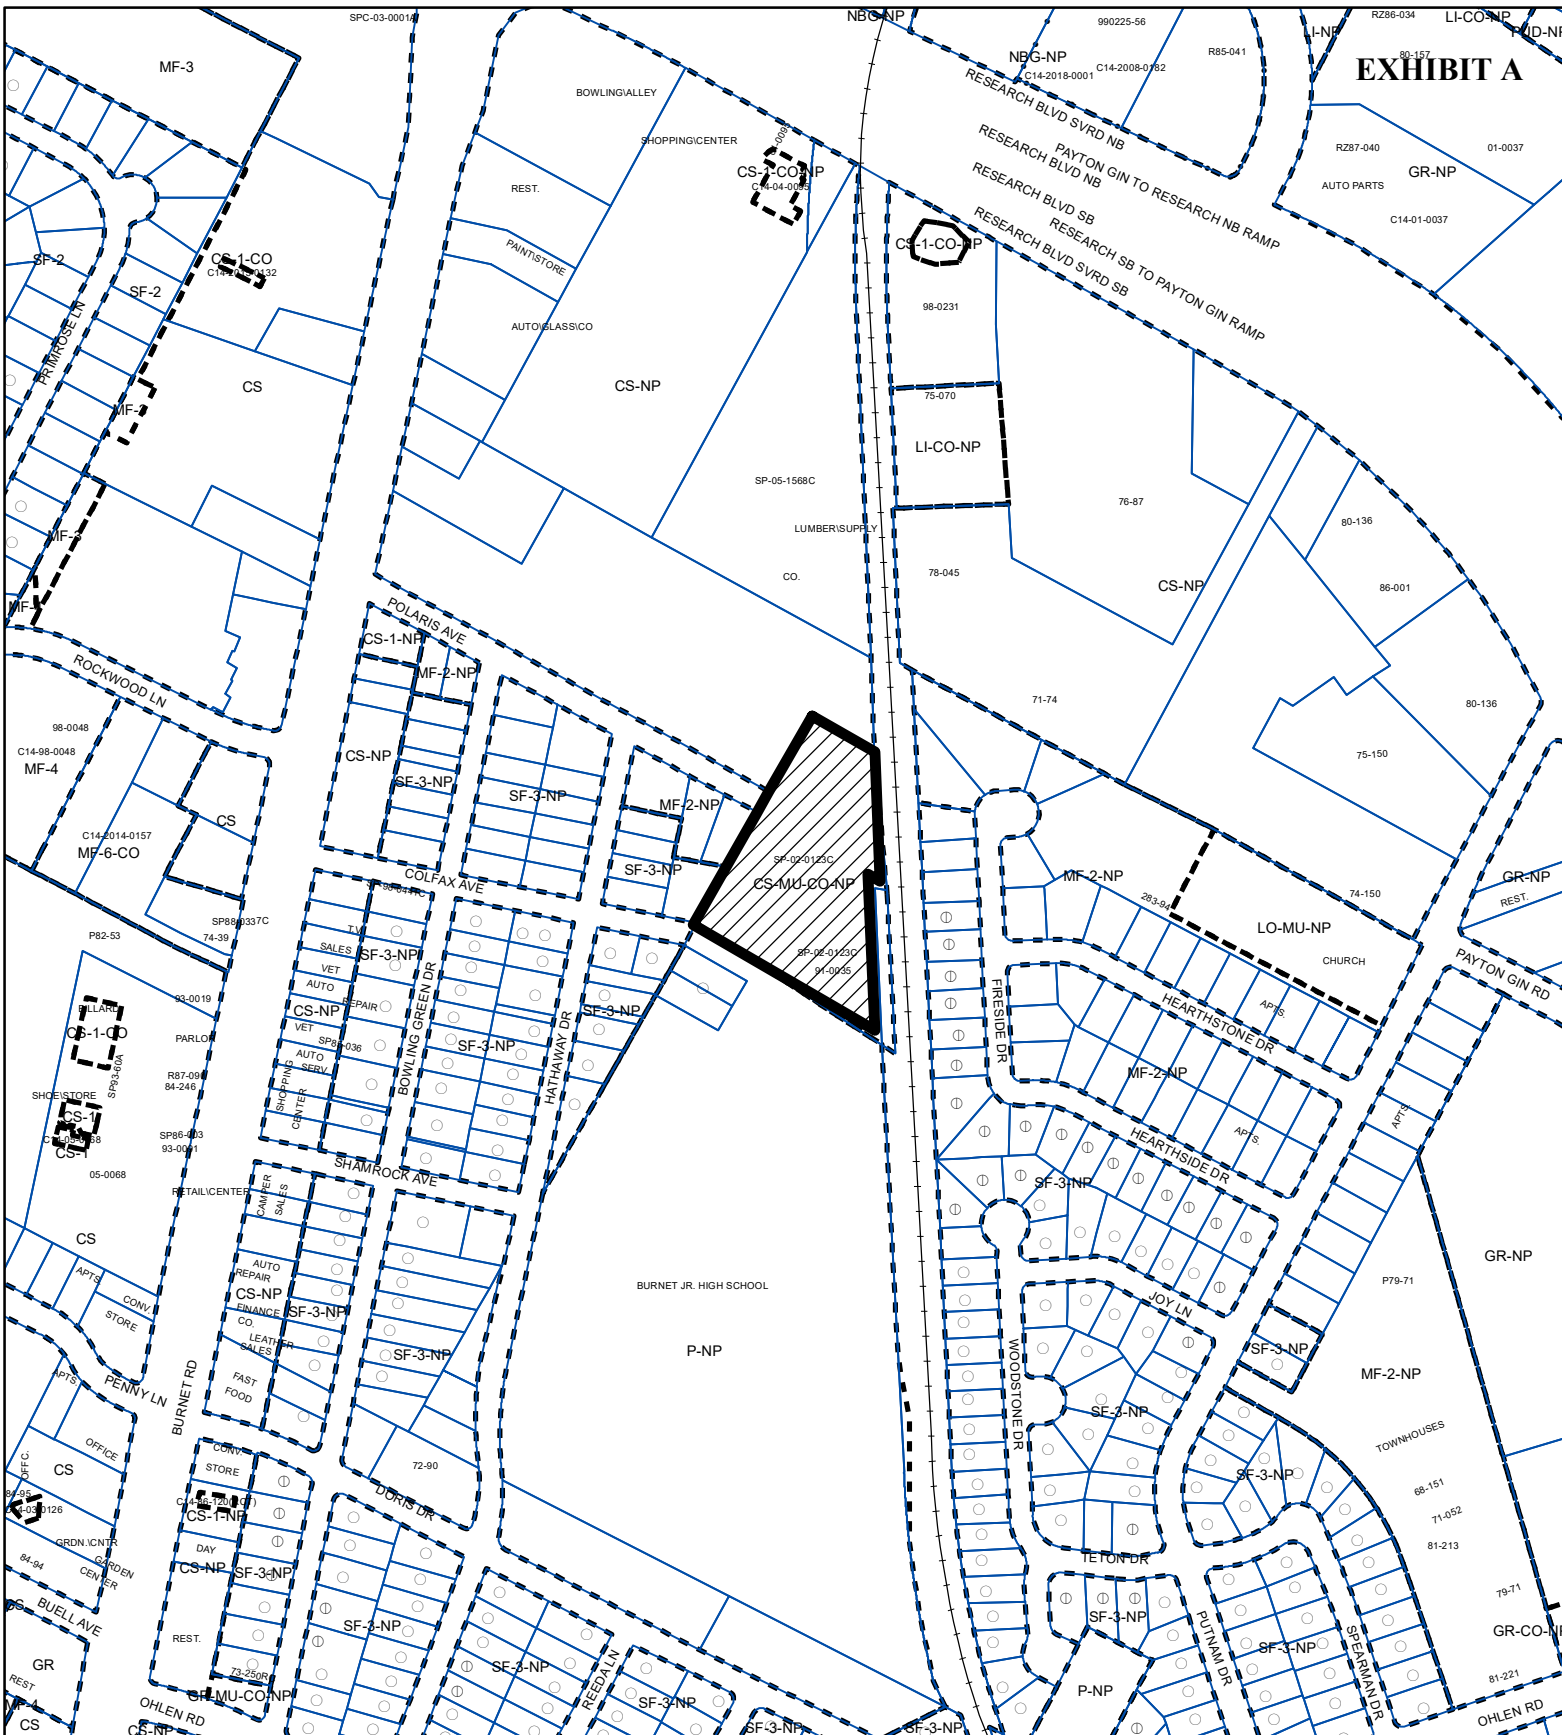 EXHIBIT A
SPC-03-0001A
NBG-NP
990225-56
RZ86-034
LI-CO-NP
PUD-NP
LI-NP
80-157
MF-3
NBG-NP
C14-2018-0001
C14-2008-0182
R85-041
BOWLING\ALLEY
SHOPPING\CENTER
CS-1-CO-NP
C14-04-0095
REST.
PAINT\STORE
AUTO\GLASS\CO
RESEARCH BLVD SVRD NB
PAYTON GIN TO RESEARCH NB RAMP
RESEARCH BLVD NB
RESEARCH BLVD SB
RESEARCH SB TO PAYTON GIN RAMP
RESEARCH BLVD SVRD SB
RZ87-040
01-0037
GR-NP
AUTO PARTS
C14-01-0037
CS-1-CO-NP
98-0231
SF-2
SF-2
CS-1-CO
C14-2013-0132
PRIMROSE LN
CS
CS-NP
75-070
LI-CO-NP
MF-3
SP-05-1568C
LUMBER\SUPPLY
CO.
76-87
80-136
78-045
CS-NP
86-001
MF-3
POLARIS AVE
CS-1-NP
MF-2-NP
71-74
80-136
75-150
ROCKWOOD LN
98-0048
C14-98-0048
MF-4
CS-NP
SF-3-NP
SF-3-NP
MF-2-NP
CS
C14-2014-0157
MF-6-CO
COLFAX AVE
SF-3-NP
SP-02-0123C
CS-MU-CO-NP
SP-02-0123C
91-0035
MF-2-NP
283-94
74-150
LO-MU-NP
CHURCH
GR-NP
REST.
PAYTON GIN RD
SP88-0337C
74-39
P82-53
T.V.
SALES
VET
AUTO
REPAIR
SF-3-NP
CS-NP
VET
AUTO
SERV.
SHOPPING
CENTER
BOWLING GREEN DR
SF-3-NP
SF-3-NP
HATHAWAY DR
FIRESIDE DR
HEARTHSTONE DR
APTS.
MF-2-NP
APTS.
APTS.
HEARTHSIDE DR
93-0019
BILLARD
CS-1-CO
PARLOR
SP93-60A
84-246
SHOE\STORE
CS-1
CS-1
SP86-003
93-0091
05-0068
RETAIL\CENTER
CAMPER
SALES
SHAMROCK AVE
SF-3-NP
CS
APTS.
CONV.
STORE
AUTO
REPAIR
CS-NP
FINANCE
CO.
LEATHER
SALES
SF-3-NP
FAST
FOOD
SF-3-NP
BURNET JR. HIGH SCHOOL
P-NP
GR-NP
P79-71
JOY LN
SF-3-NP
MF-2-NP
WOODSTONE DR
SF-3-NP
TOWNHOUSES
SF-3-NP
68-151
71-052
81-213
APTS.
PENNY LN
BURNET RD
OFFICE
OFFC.
CS
CONV.
STORE
CS-1-NP
72-90
DORIS DR
GRDN.\CNTR
GARDEN
CENTER
84-94
DAY
CS-NP
SF-3-NP
TETON DR
SF-3-NP
79-71
GR-CO-NP
BUELL AVE
CS
REST.
SF-3-NP
SF-3-NP
REEDA LN
PUTNAM DR
SF-3-NP
SPEARMAN DR
GR
REST
MF-4
CS
73-250R
GR-MU-CO-NP
OHLEN RD
CS-NP
SF-3-NP
SF-3-NP
SF-3-NP
P-NP
81-221
OHLEN RD